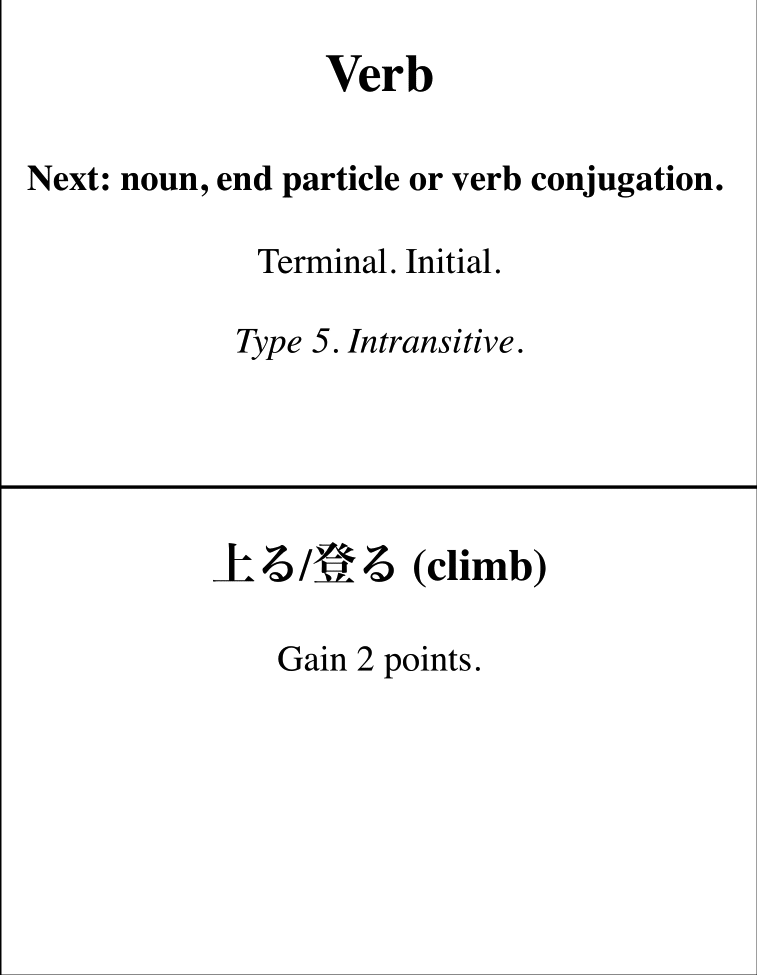 Verb
Next: noun, end particle or verb conjugation.
Terminal. Initial.
Type 5. Intransitive.
上る/登る (climb)
Gain 2 points.